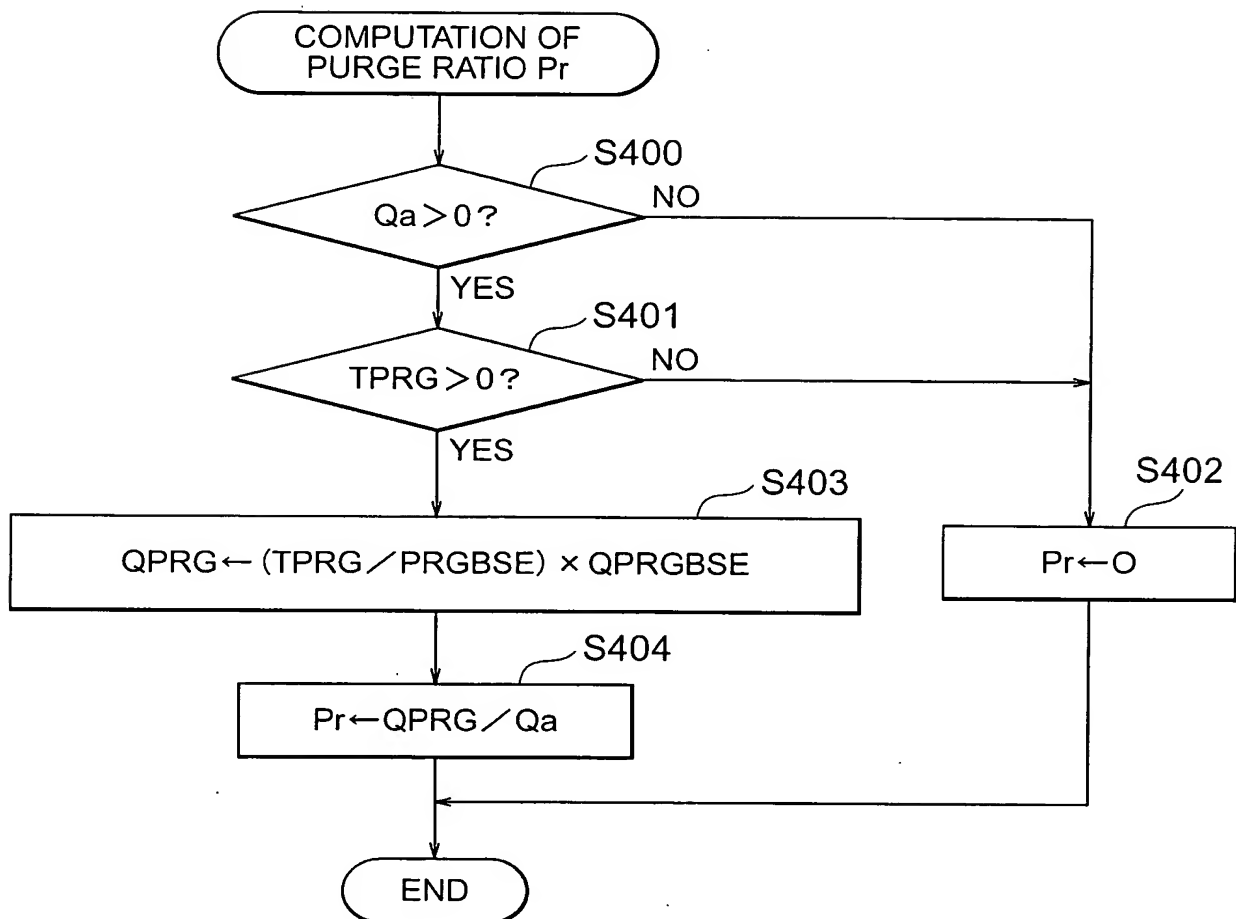 COMPUTATION OF
PURGE RATIO Pr
S400
Qa＞0?
NO
YES
S401
TPRG＞0?
NO
YES
S403
QPRG←(TPRG／PRGBSE)×QPRGBSE
S402
Pr←O
S404
Pr←QPRG／Qa
END